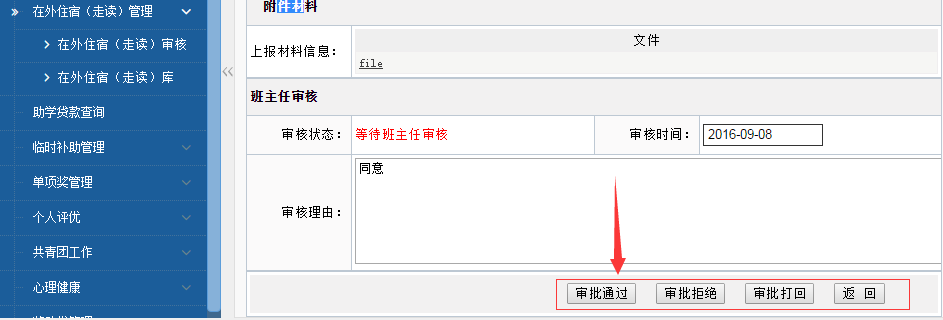 在外住宿（走读）管理
在外住宿（走读）审核
在外住宿（走读）库
助学贷款查询
临时补助管理
单项奖管理
个人评优
共青团工作
心理健康
附件材料
上报材料信息：
文件
file
班主任审核
审核状态：
等待班主任审核
审核时间：
2016-09-08
审核理由：
同意
审批通过
审批拒绝
审批打回
返 回